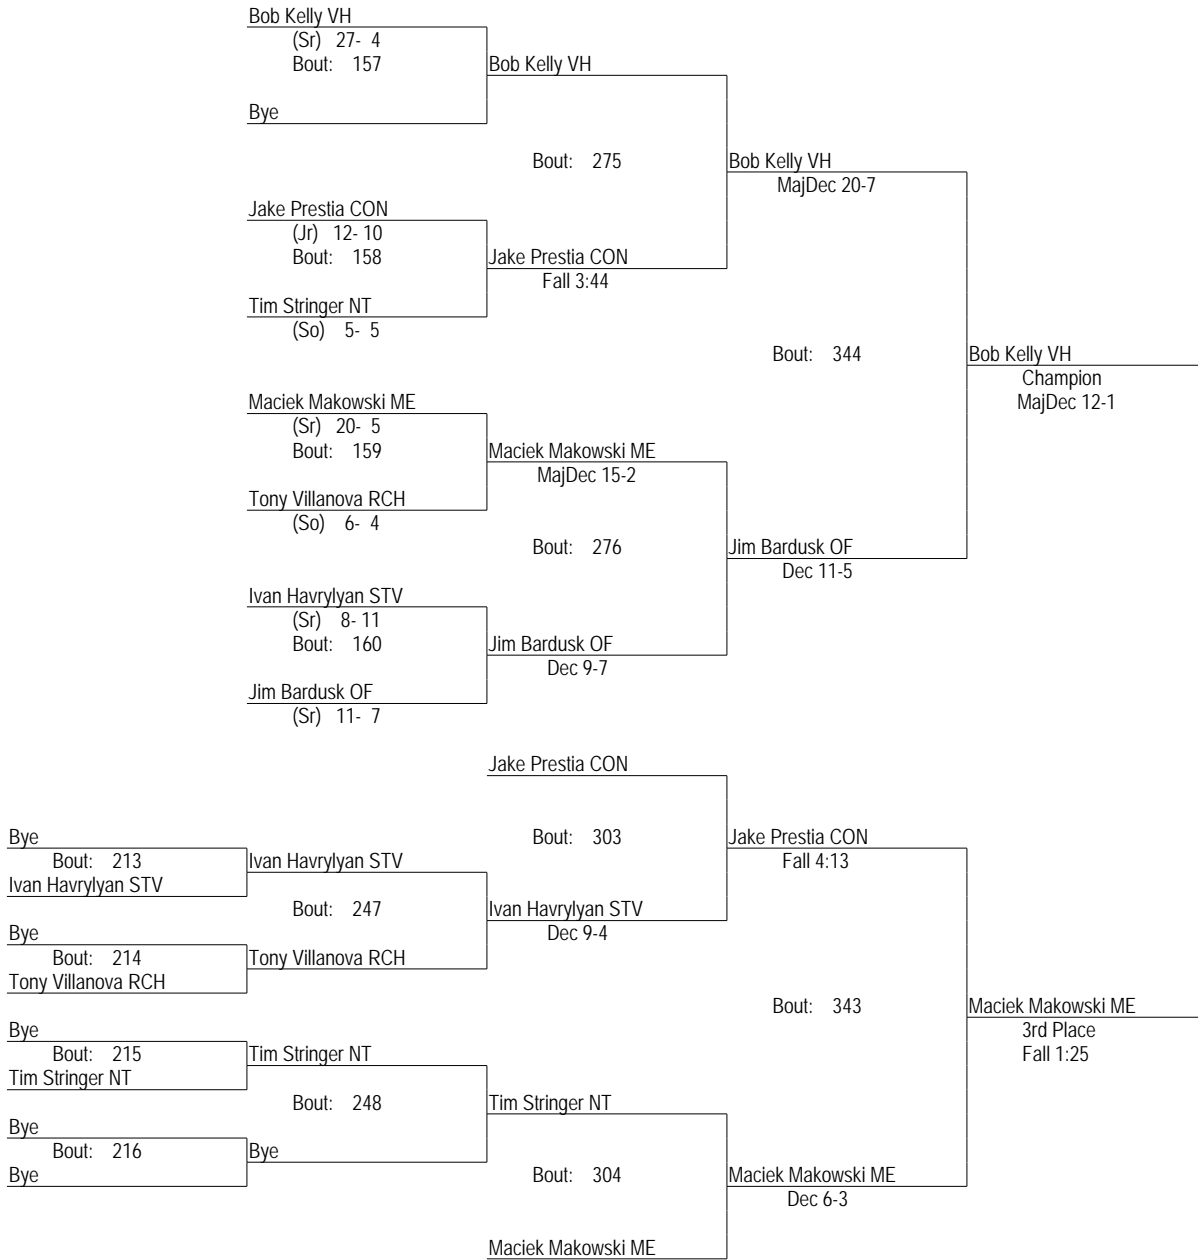 Bob Kelly VH
(Sr) 27- 4
Bout: 157
Bob Kelly VH
Bye
Bout: 275
Bob Kelly VH
MajDec 20-7
Jake Prestia CON
(Jr) 12- 10
Bout: 158
Jake Prestia CON
Fall 3:44
Tim Stringer NT
(So) 5- 5
Bout: 344
Bob Kelly VH
Champion
MajDec 12-1
Maciek Makowski ME
(Sr) 20- 5
Bout: 159
Maciek Makowski ME
MajDec 15-2
Tony Villanova RCH
(So) 6- 4
Bout: 276
Jim Bardusk OF
Dec 11-5
Ivan Havrylyan STV
(Sr) 8- 11
Bout: 160
Jim Bardusk OF
Dec 9-7
Jim Bardusk OF
(Sr) 11- 7
Jake Prestia CON
Bout: 303
Jake Prestia CON
Fall 4:13
Bye
Bout: 213
Ivan Havrylyan STV
Ivan Havrylyan STV
Bout: 247
Ivan Havrylyan STV
Dec 9-4
Bye
Bout: 214
Tony Villanova RCH
Tony Villanova RCH
Bout: 343
Maciek Makowski ME
3rd Place
Fall 1:25
Bye
Bout: 215
Tim Stringer NT
Tim Stringer NT
Bout: 248
Tim Stringer NT
Bye
Bout: 216
Bye
Bye
Bout: 304
Maciek Makowski ME
Dec 6-3
Maciek Makowski ME